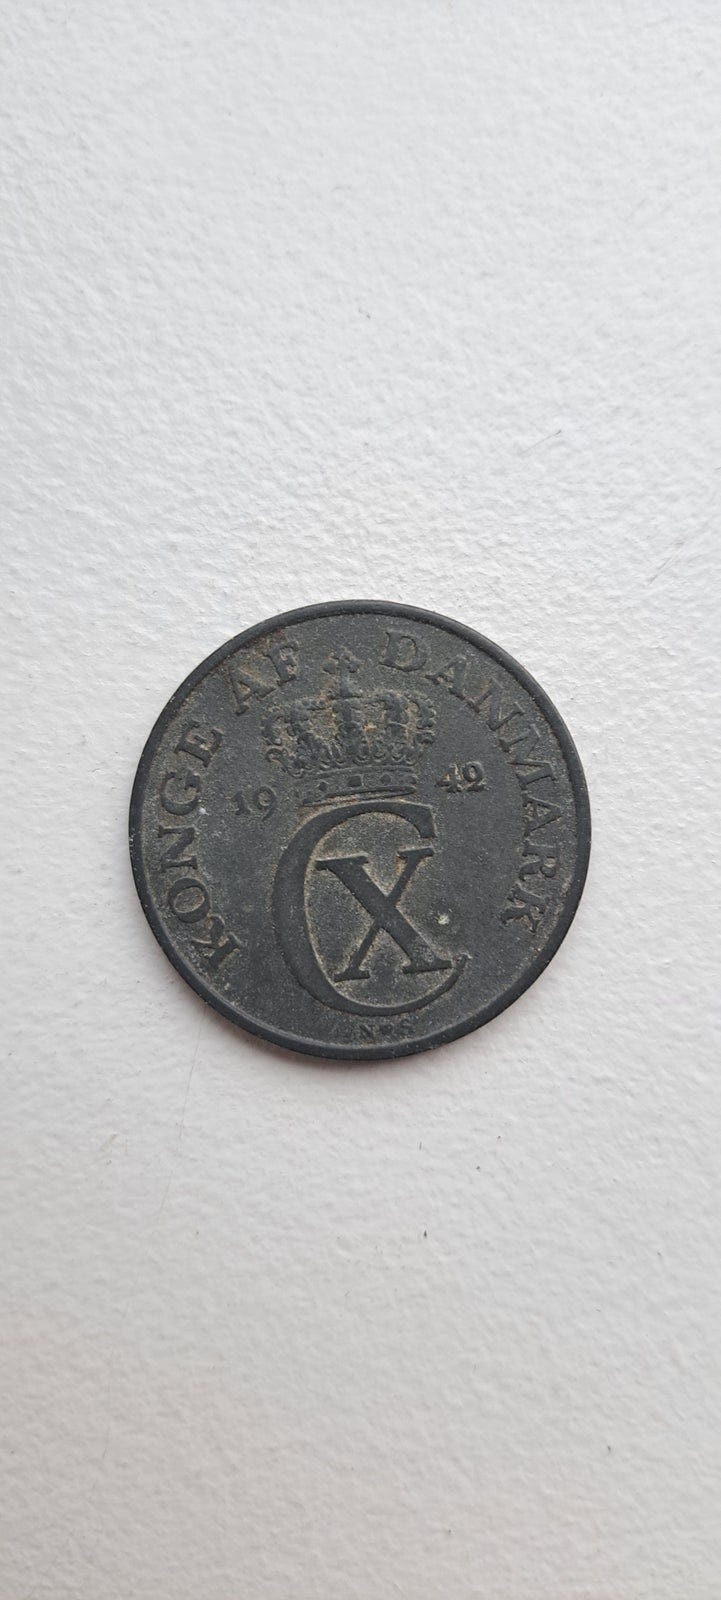 KONGE AF DANMARK
19 42
CX
N S